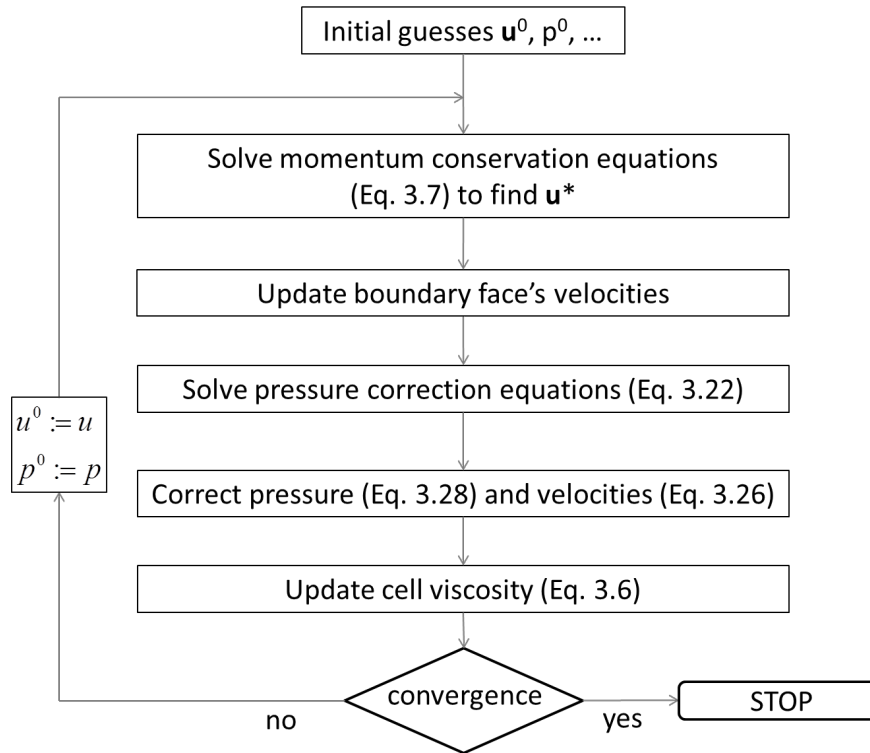 Initial guesses u⁰, p⁰, ...
Solve momentum conservation equations
(Eq. 3.7) to find u*
Update boundary face's velocities
Solve pressure correction equations (Eq. 3.22)
u⁰ := u
p⁰ := p
Correct pressure (Eq. 3.28) and velocities (Eq. 3.26)
Update cell viscosity (Eq. 3.6)
convergence
no
yes
STOP